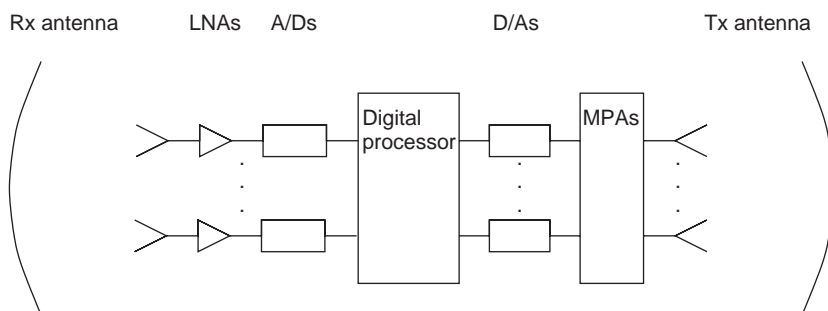 Rx antenna LNAs A/Ds D/As Tx antenna
Digital
processor
MPAs